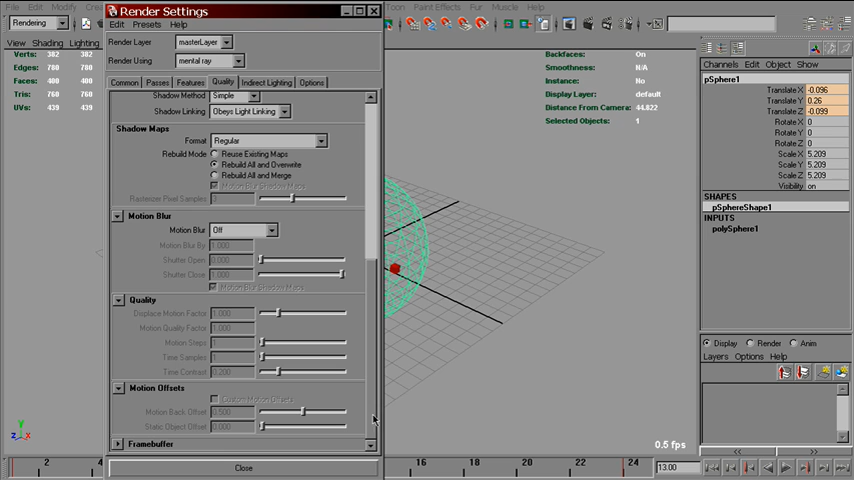 Render Settings
Edit Presets Help
Render Layer masterLayer
Render Using mental ray
Common Passes Features Quality Indirect Lighting Options
Shadow Method Simple
Shadow Linking Obeys Light Linking
Shadow Maps
Format Regular
Rebuild Mode Reuse Existing Maps
Rebuild All and Overwrite
Rebuild All and Merge
Motion Blur Shadow Maps
Rasterizer Pixel Samples 3
Motion Blur
Motion Blur Off
Motion Blur By 1.000
Shutter Open 0.000
Shutter Close 1.000
Motion Blur Shadow Maps
Quality
Displace Motion Factor 1.000
Motion Quality Factor 1.000
Motion Steps 1
Time Samples 1
Time Contrast 0.200
Motion Offsets
Custom Motion Offsets
Motion Back Offset 0.500
Static Object Offset 0.000
Framebuffer
Close
Rendering
View Shading Lighting
Verts: 382
Edges: 780
Faces: 400
Tris: 760
UVs: 439
Toon Paint Effects Fur Muscle Help
Backfaces: On
Smoothness: N/A
Instance: No
Display Layer: default
Distance From Camera: 44.822
Selected Objects: 1
0.5 fps
Channels Edit Object Show
pSphere1
Translate X -0.096
Translate Y 0.26
Translate Z -0.099
Rotate X 0
Rotate Y 0
Rotate Z 0
Scale X 5.209
Scale Y 5.209
Scale Z 5.209
Visibility on
SHAPES
pSphereShape1
INPUTS
polySphere1
Display Render Anim
Layers Options Help
y
z x
2 4 16 18 20 22 24 13.00